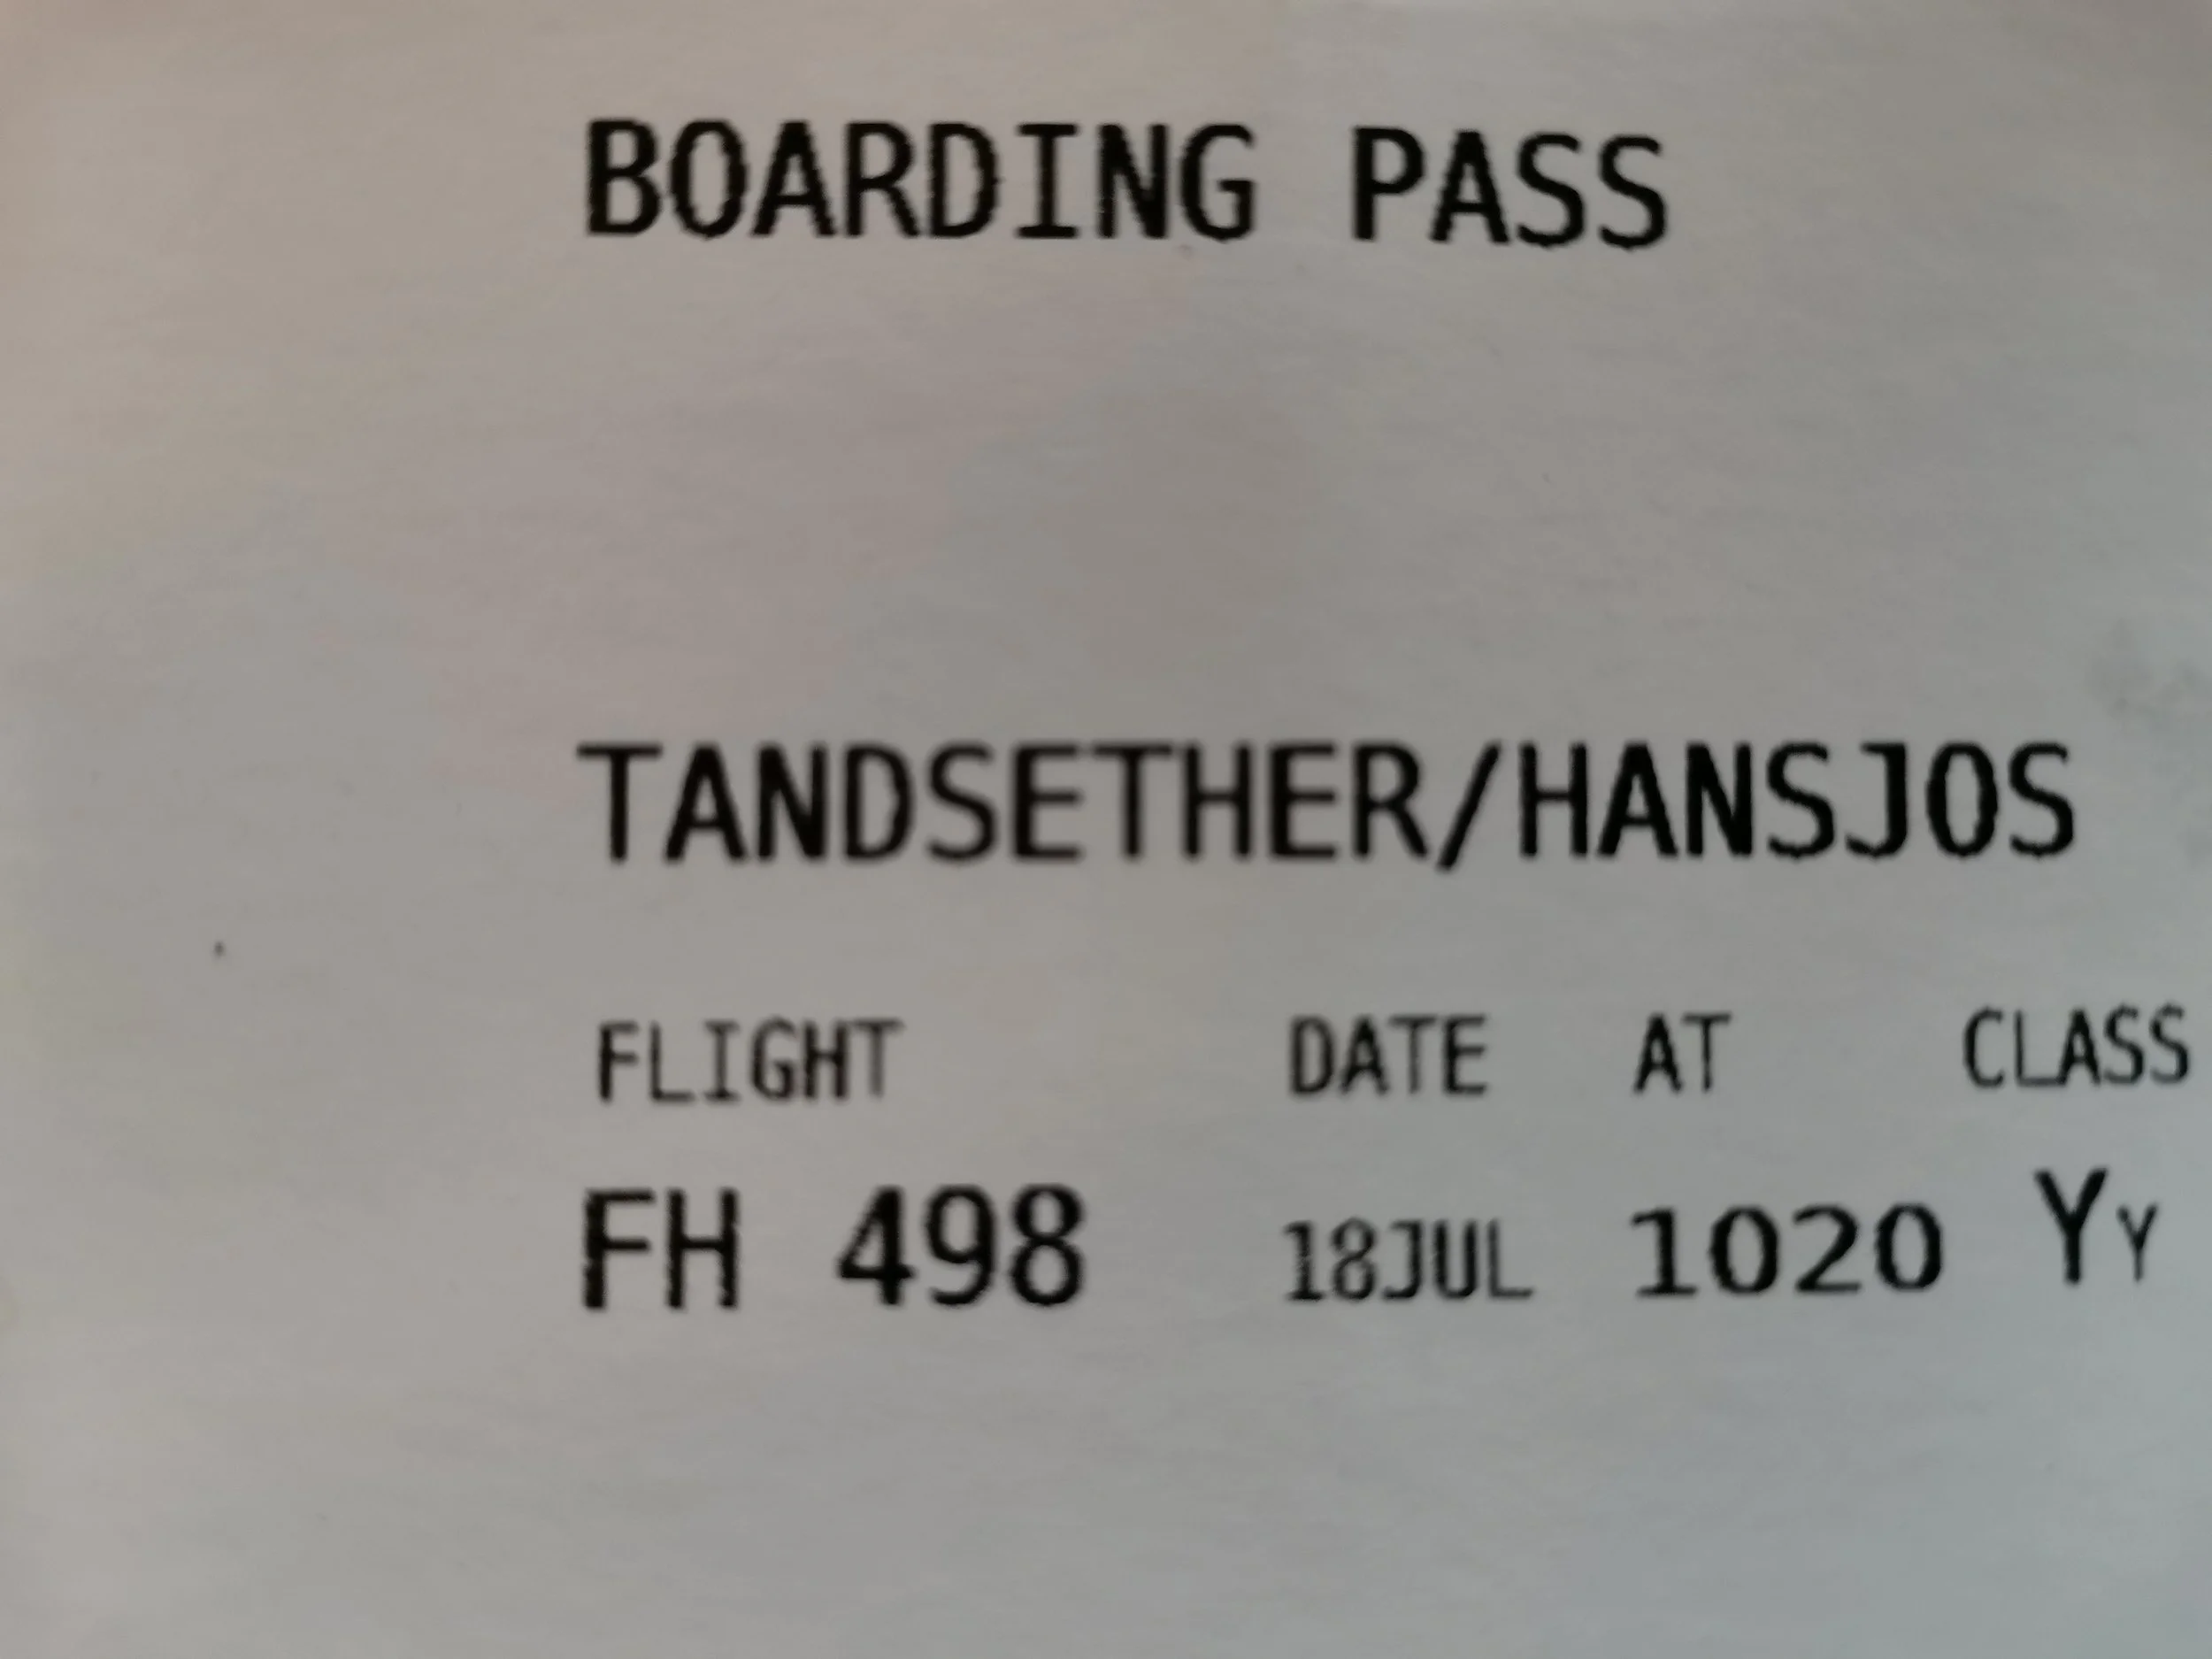 BOARDING PASS
TANDSETHER/HANSJOS
FLIGHT DATE AT CLASS
FH 498 18JUL 1020 YY